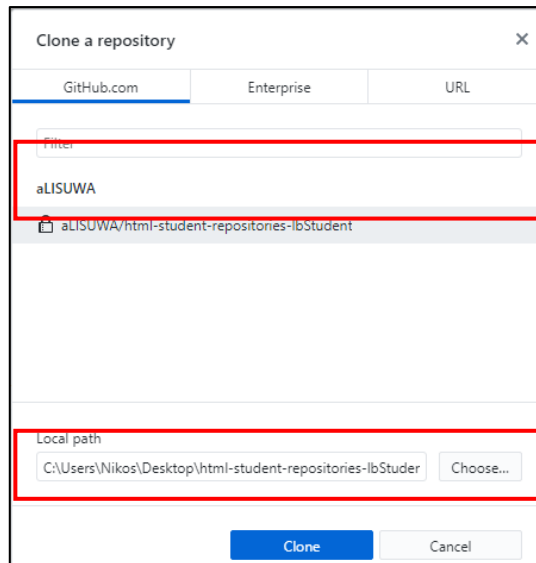 Clone a repository
GitHub.com Enterprise URL
Filter
aLISUWA
aLISUWA/html-student-repositories-lbStudent
Local path
C:\Users\Nikos\Desktop\html-student-repositories-lbStuder Choose...
Clone Cancel